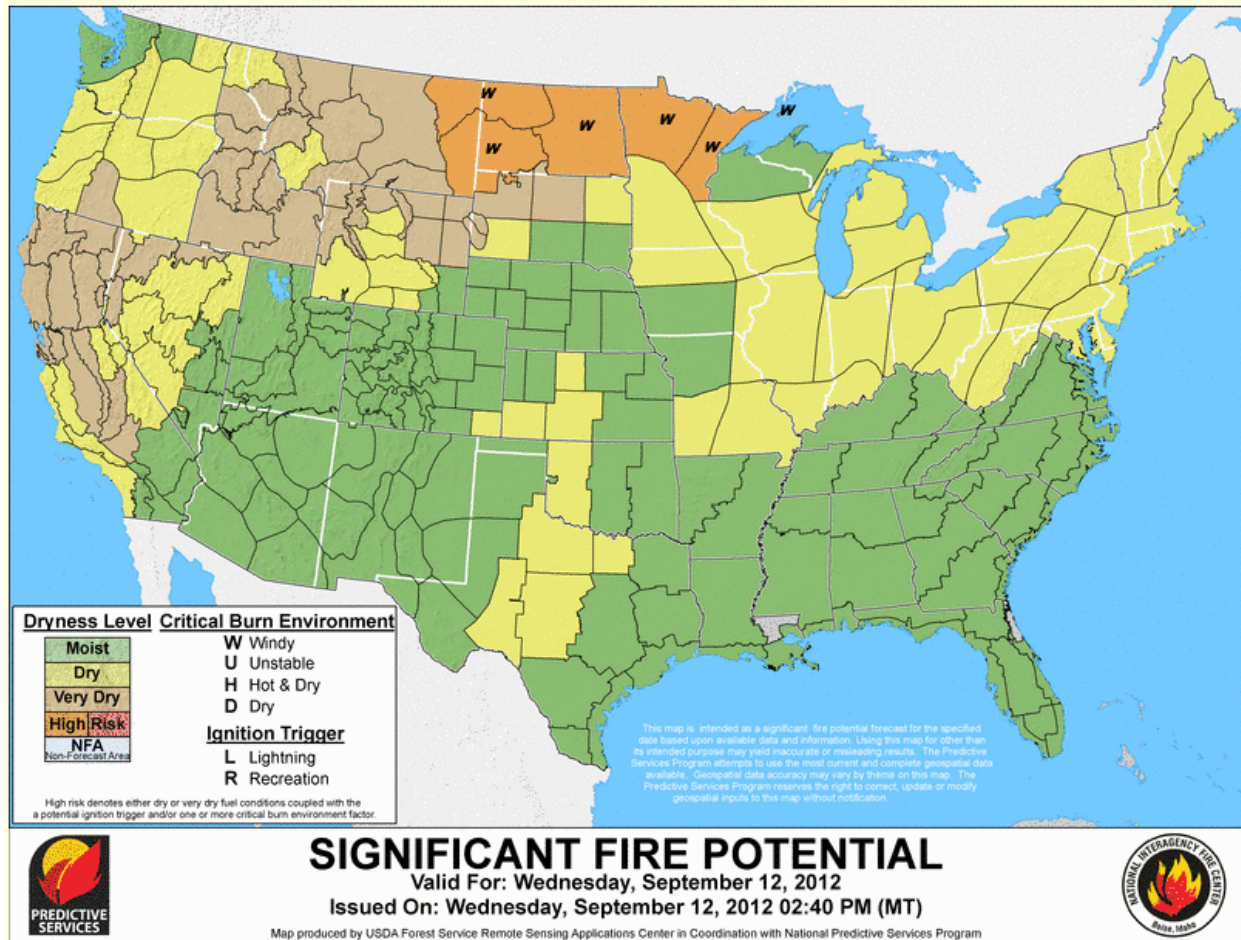 W
W
W
W
W
W
Dryness Level
Moist
Dry
Very Dry
High Risk
NFA
Non-Forecast Area
Critical Burn Environment
W Windy
U Unstable
H Hot & Dry
D Dry
Ignition Trigger
L Lightning
R Recreation
High risk denotes either dry or very dry fuel conditions coupled with the
a potential ignition trigger and/or one or more critical burn environment factor.
This map is intended as a significant fire potential forecast for the specified
date based upon available data and information. Using this map for other than
its intended purpose may yield inaccurate or misleading results. The Predictive
Services Program attempts to use the most current and complete geospatial data
available. Geospatial data accuracy may vary by theme on this map. The
Predictive Services Program reserves the right to correct, update or modify
geospatial inputs to this map without notification.
PREDICTIVE
SERVICES
SIGNIFICANT FIRE POTENTIAL
Valid For: Wednesday, September 12, 2012
Issued On: Wednesday, September 12, 2012 02:40 PM (MT)
Map produced by USDA Forest Service Remote Sensing Applications Center in Coordination with National Predictive Services Program
NATIONAL INTERAGENCY FIRE CENTER
Boise, Idaho